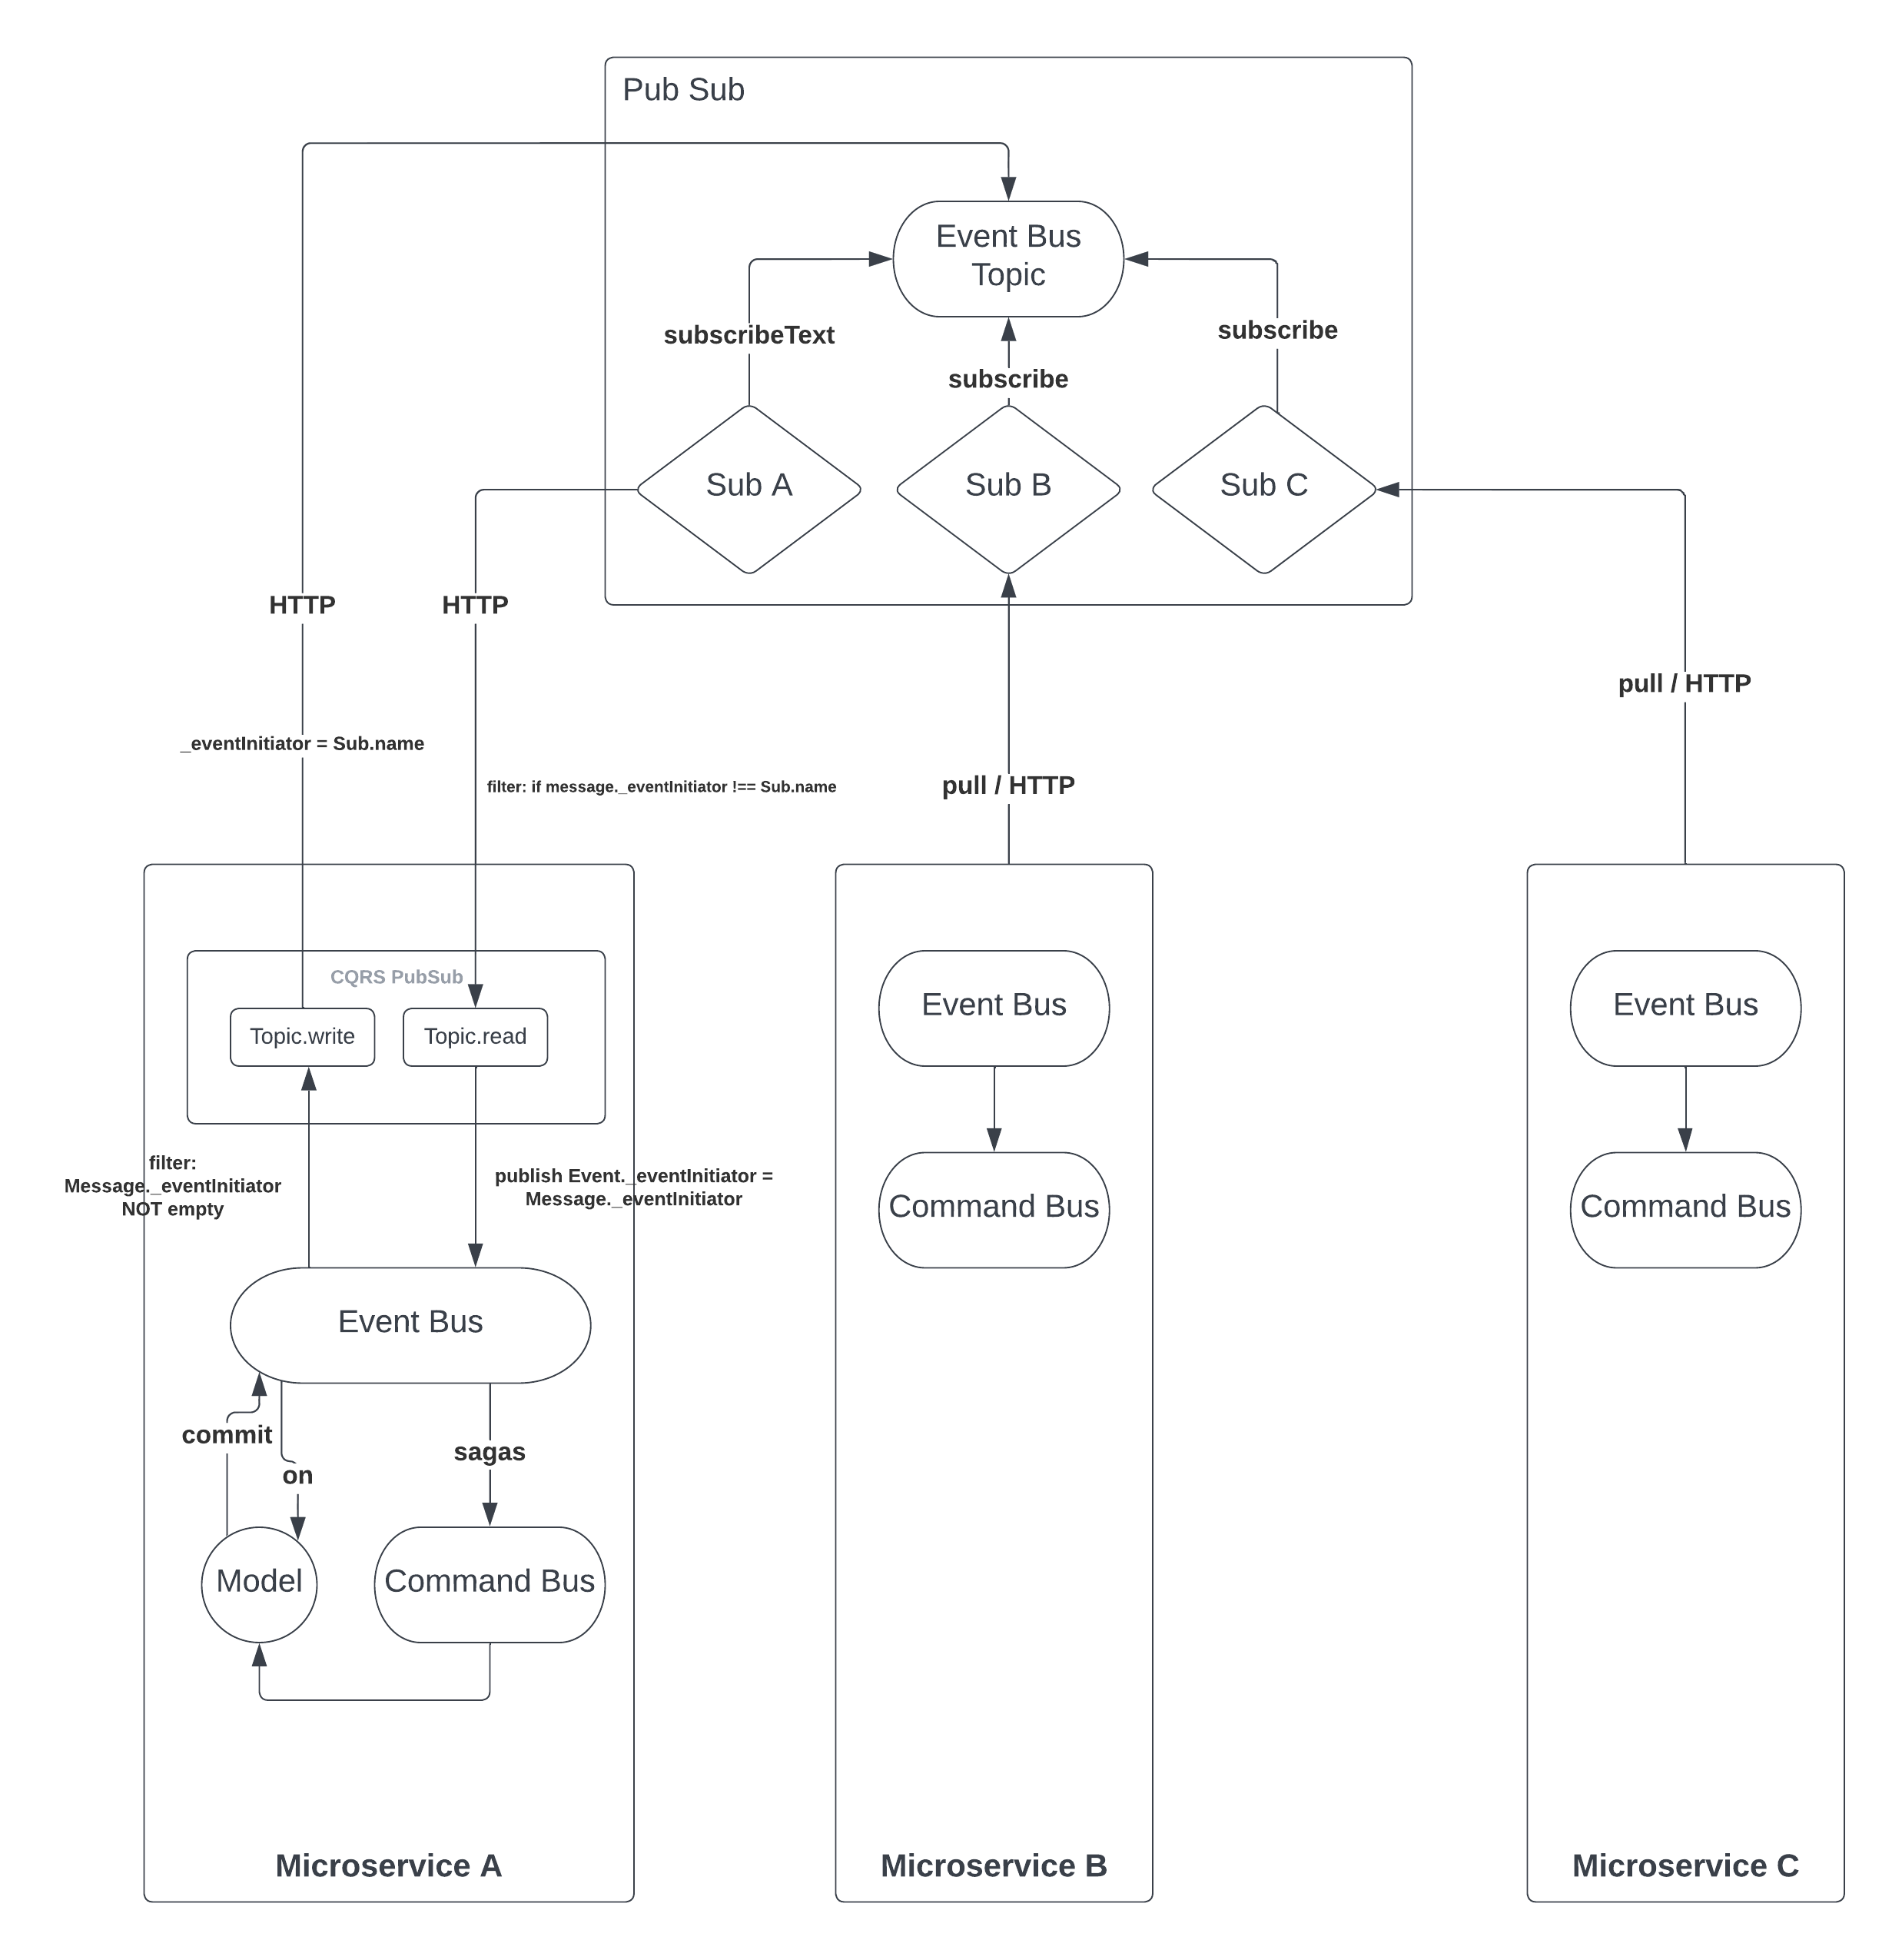 Pub Sub
Event Bus
Topic
subscribeText
subscribe
subscribe
Sub A
Sub B
Sub C
HTTP
HTTP
pull / HTTP
_eventInitiator = Sub.name
filter: if message._eventInitiator !== Sub.name
pull / HTTP
CQRS PubSub
Topic.write
Topic.read
Event Bus
Event Bus
filter:
Message._eventInitiator
NOT empty
publish Event._eventInitiator =
Message._eventInitiator
Command Bus
Command Bus
Event Bus
commit
on
sagas
Model
Command Bus
Microservice A
Microservice B
Microservice C